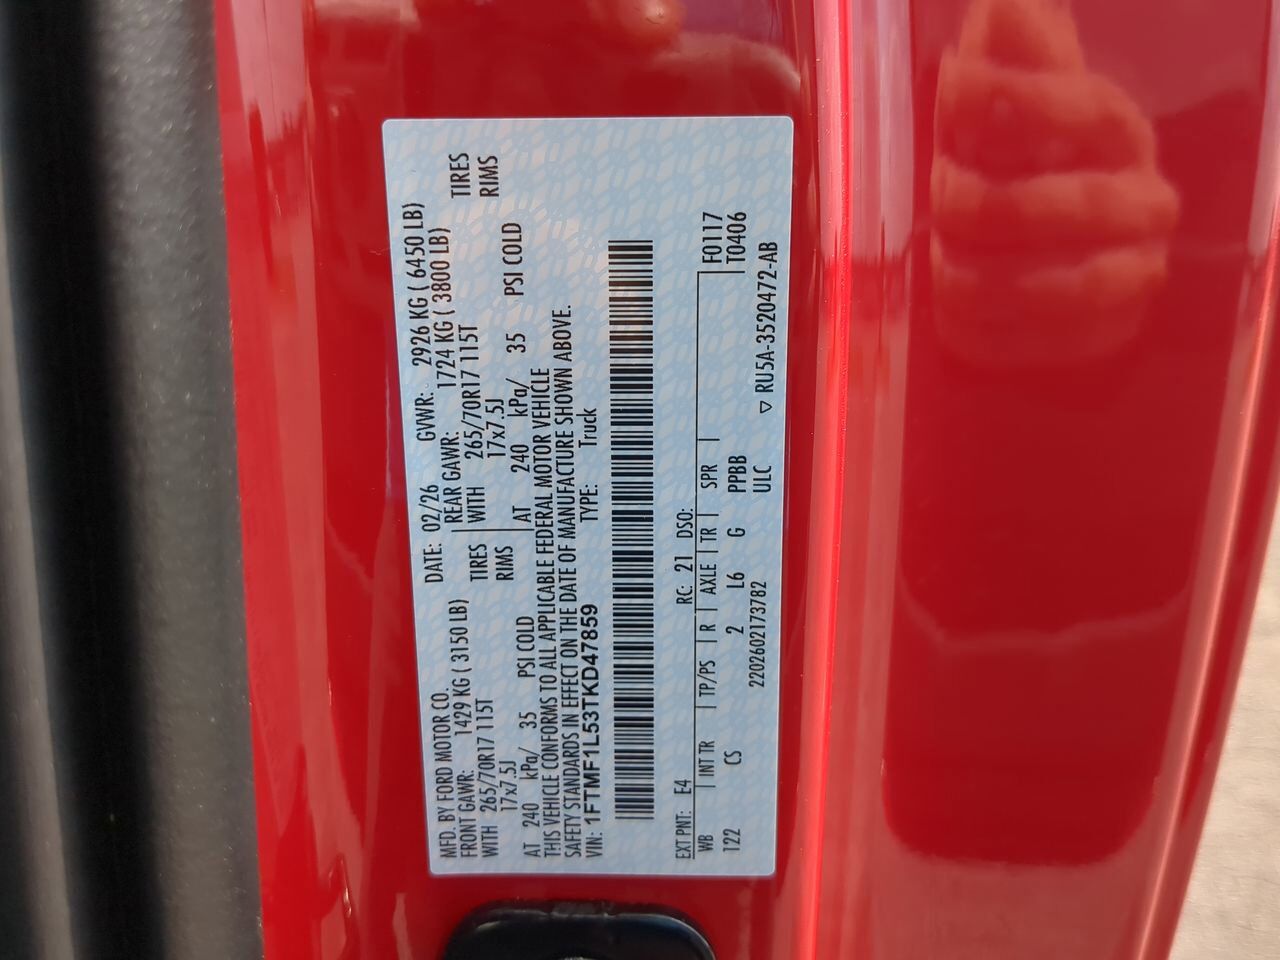 MFD. BY FORD MOTOR CO. DATE: 02/26 GVWR: 2926 KG ( 6450 LB)
FRONT GAWR: 1429 KG ( 3150 LB) REAR GAWR: 1724 KG ( 3800 LB)
WITH 265/70R17 115T TIRES WITH 265/70R17 115T TIRES
17x7.5J RIMS 17x7.5J RIMS
AT 240 kPa/ 35 PSI COLD AT 240 kPa/ 35 PSI COLD
THIS VEHICLE CONFORMS TO ALL APPLICABLE FEDERAL MOTOR VEHICLE
SAFETY STANDARDS IN EFFECT ON THE DATE OF MANUFACTURE SHOWN ABOVE.
VIN: 1FTMF1L53TKD47859 TYPE: Truck
EXT PNT: E4 RC: 21 DSO:
WB INT TR TP/PS R AXLE TR SPR F0117
122 CS 2 L6 G PPBB T0406
2202602173782 ULC ▽ RU5A-3520472-AB